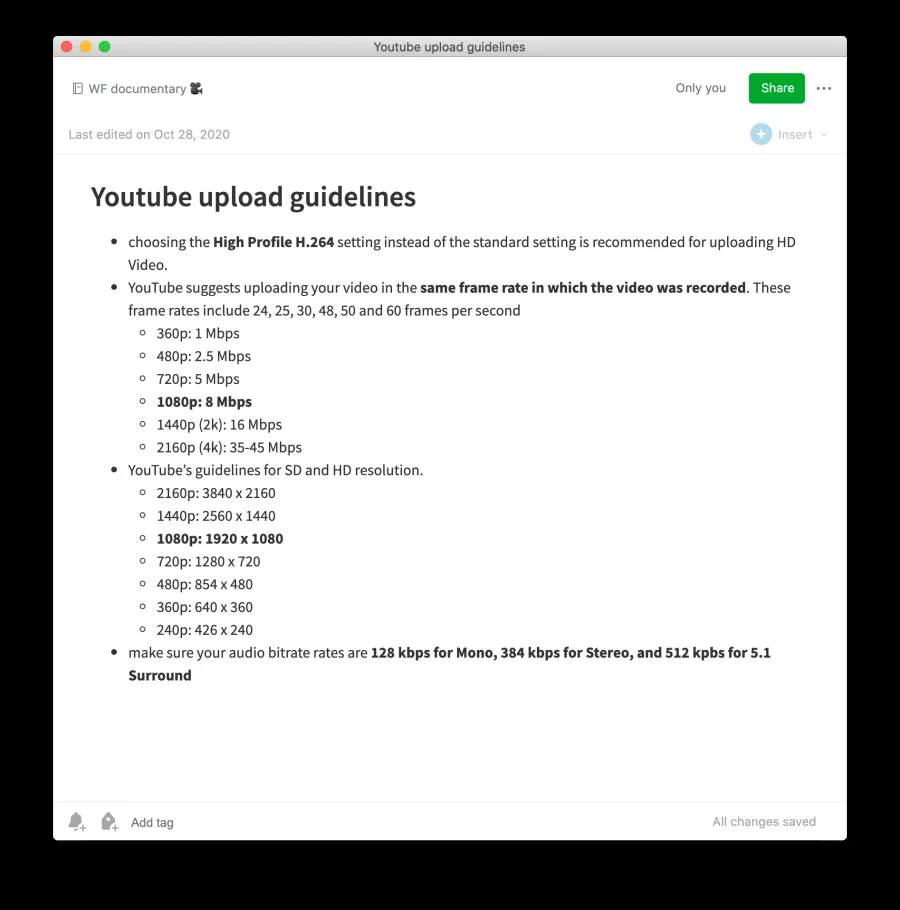 Youtube upload guidelines
WF documentary
Only you
Share
Last edited on Oct 28, 2020
Insert
Youtube upload guidelines
choosing the High Profile H.264 setting instead of the standard setting is recommended for uploading HD
Video.
YouTube suggests uploading your video in the same frame rate in which the video was recorded. These
frame rates include 24, 25, 30, 48, 50 and 60 frames per second
360p: 1 Mbps
480p: 2.5 Mbps
720p: 5 Mbps
1080p: 8 Mbps
1440p (2k): 16 Mbps
2160p (4k): 35-45 Mbps
YouTube’s guidelines for SD and HD resolution.
2160p: 3840 x 2160
1440p: 2560 x 1440
1080p: 1920 x 1080
720p: 1280 x 720
480p: 854 x 480
360p: 640 x 360
240p: 426 x 240
make sure your audio bitrate rates are 128 kbps for Mono, 384 kbps for Stereo, and 512 kpbs for 5.1
Surround
Add tag
All changes saved